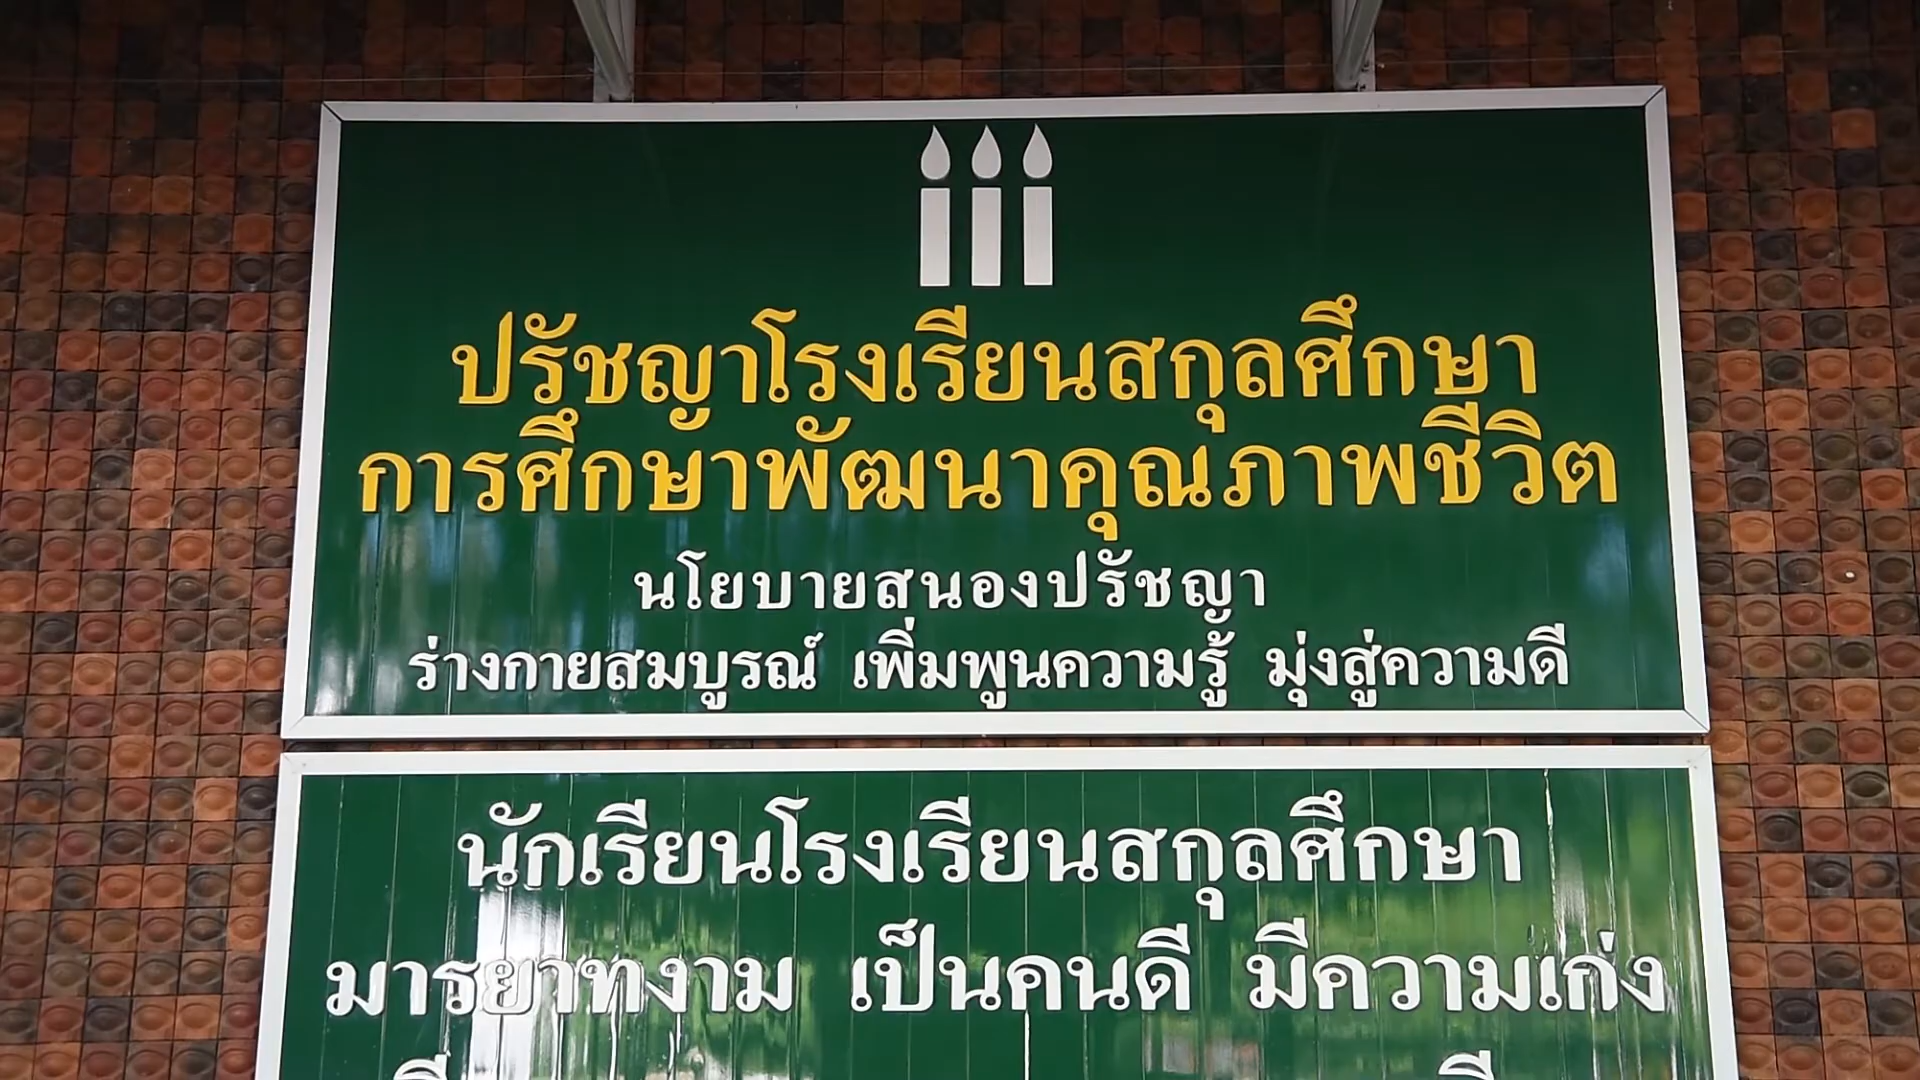 ปรัชญาโรงเรียนสกุลศึกษา
การศึกษาพัฒนาคุณภาพชีวิต
นโยบายสนองปรัชญา
ร่างกายสมบูรณ์ เพิ่มพูนความรู้ มุ่งสู่ความดี
นักเรียนโรงเรียนสกุลศึกษา
มารยาทงาม เป็นคนดี มีความเก่ง